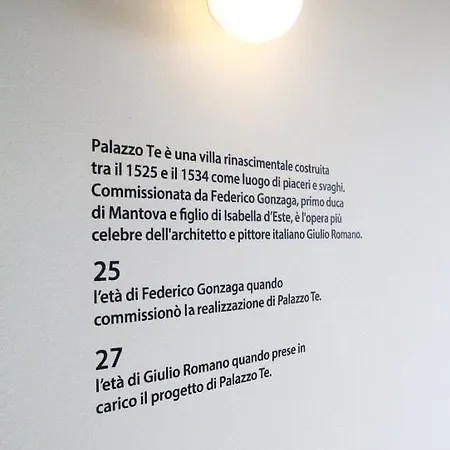 Palazzo Te è una villa rinascimentale costruita
tra il 1525 e il 1534 come luogo di piaceri e svaghi.
Commissionata da Federico Gonzaga, primo duca
di Mantova e figlio di Isabella d'Este, è l'opera più
celebre dell'architetto e pittore italiano Giulio Romano.
25
l'età di Federico Gonzaga quando
commissionò la realizzazione di Palazzo Te.
27
l'età di Giulio Romano quando prese in
carico il progetto di Palazzo Te.